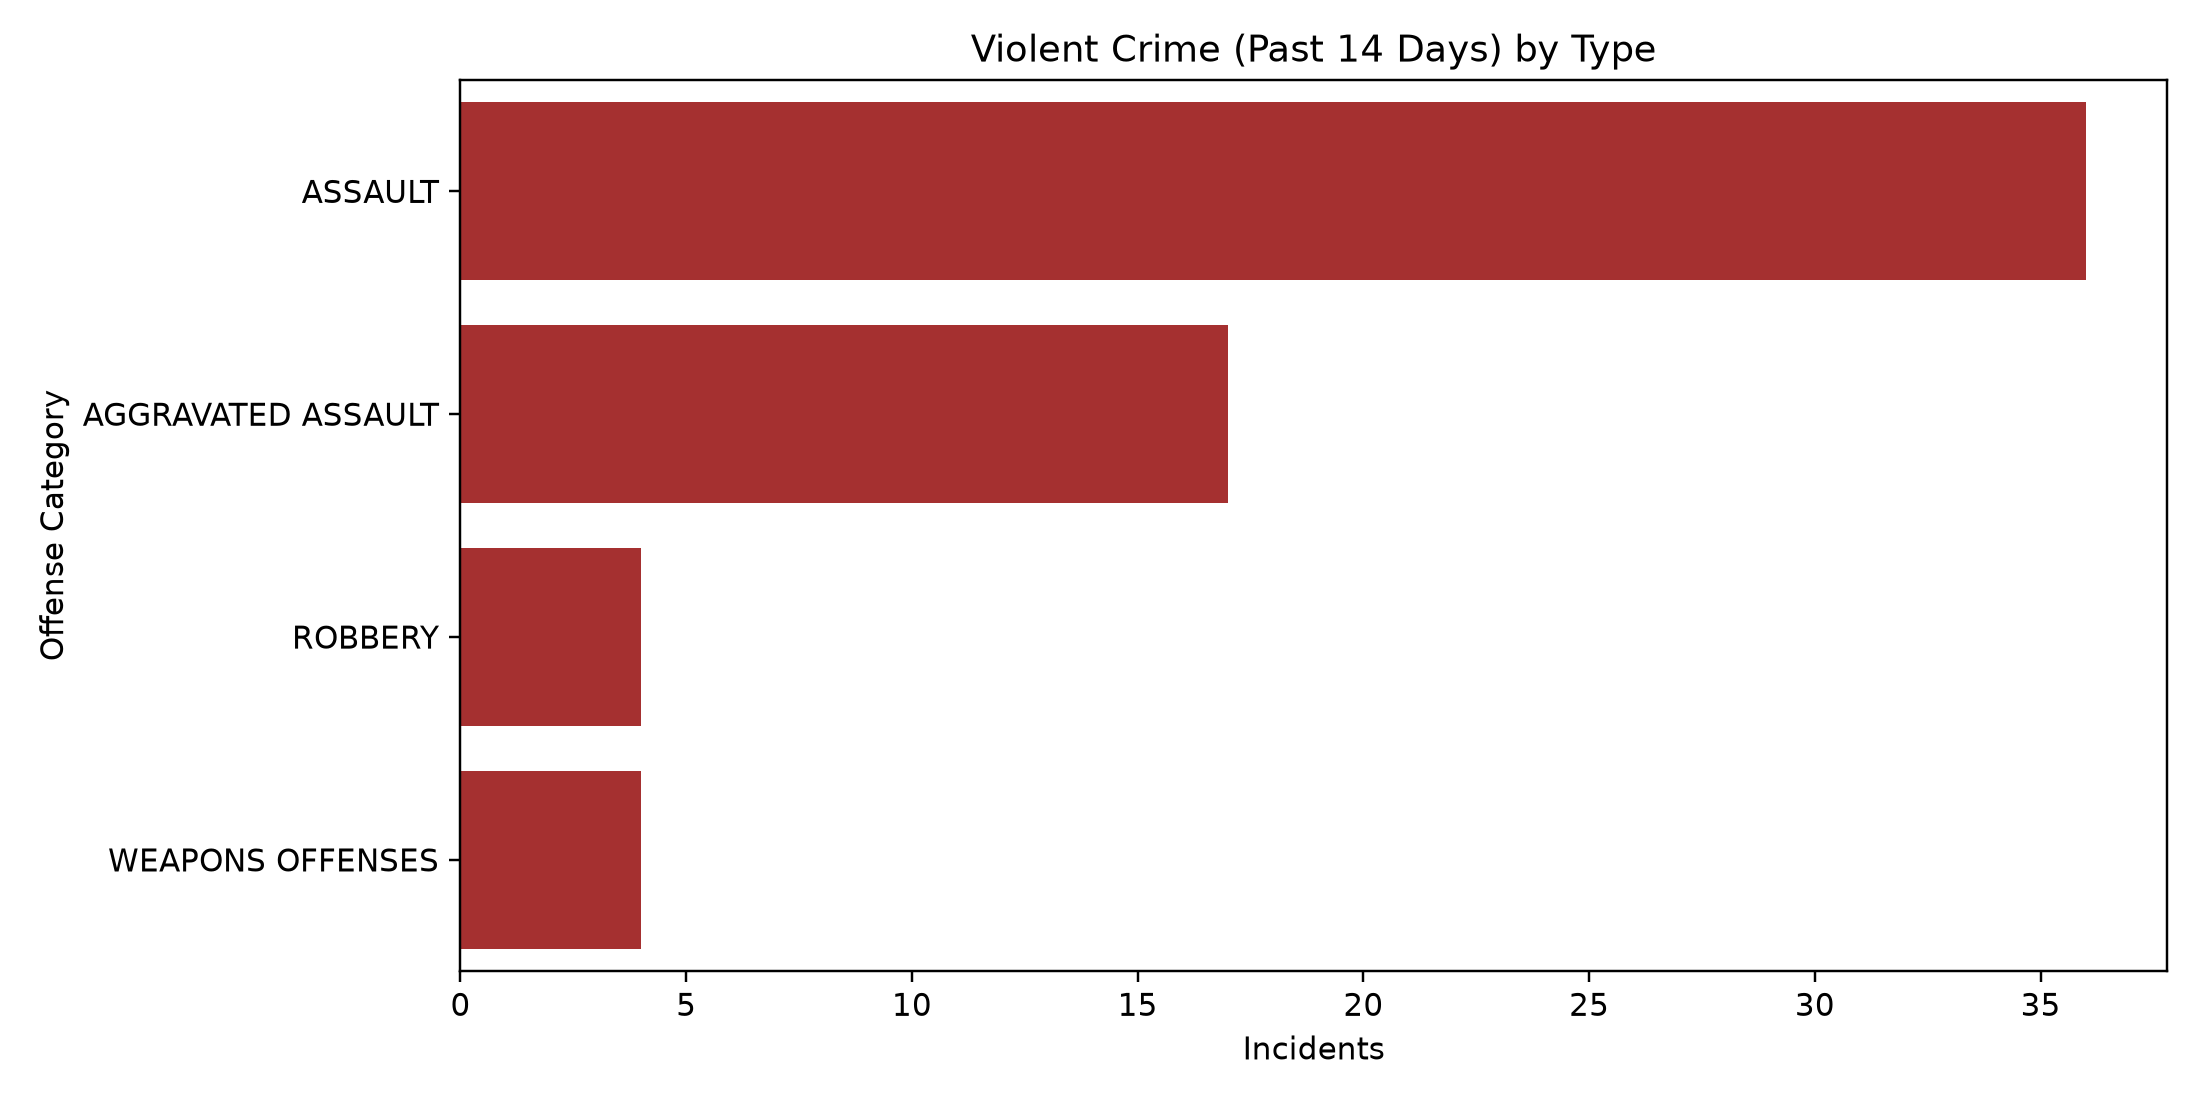 Violent Crime (Past 14 Days) by Type
Offense Category
ASSAULT
AGGRAVATED ASSAULT
ROBBERY
WEAPONS OFFENSES
0 5 10 15 20 25 30 35
Incidents